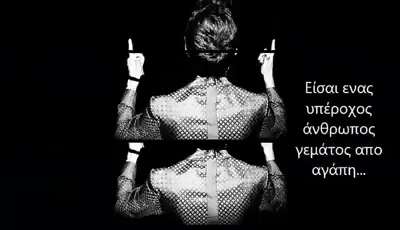 Είσαι ενας
υπέροχος
άνθρωπος
γεμάτος απο
αγάπη...